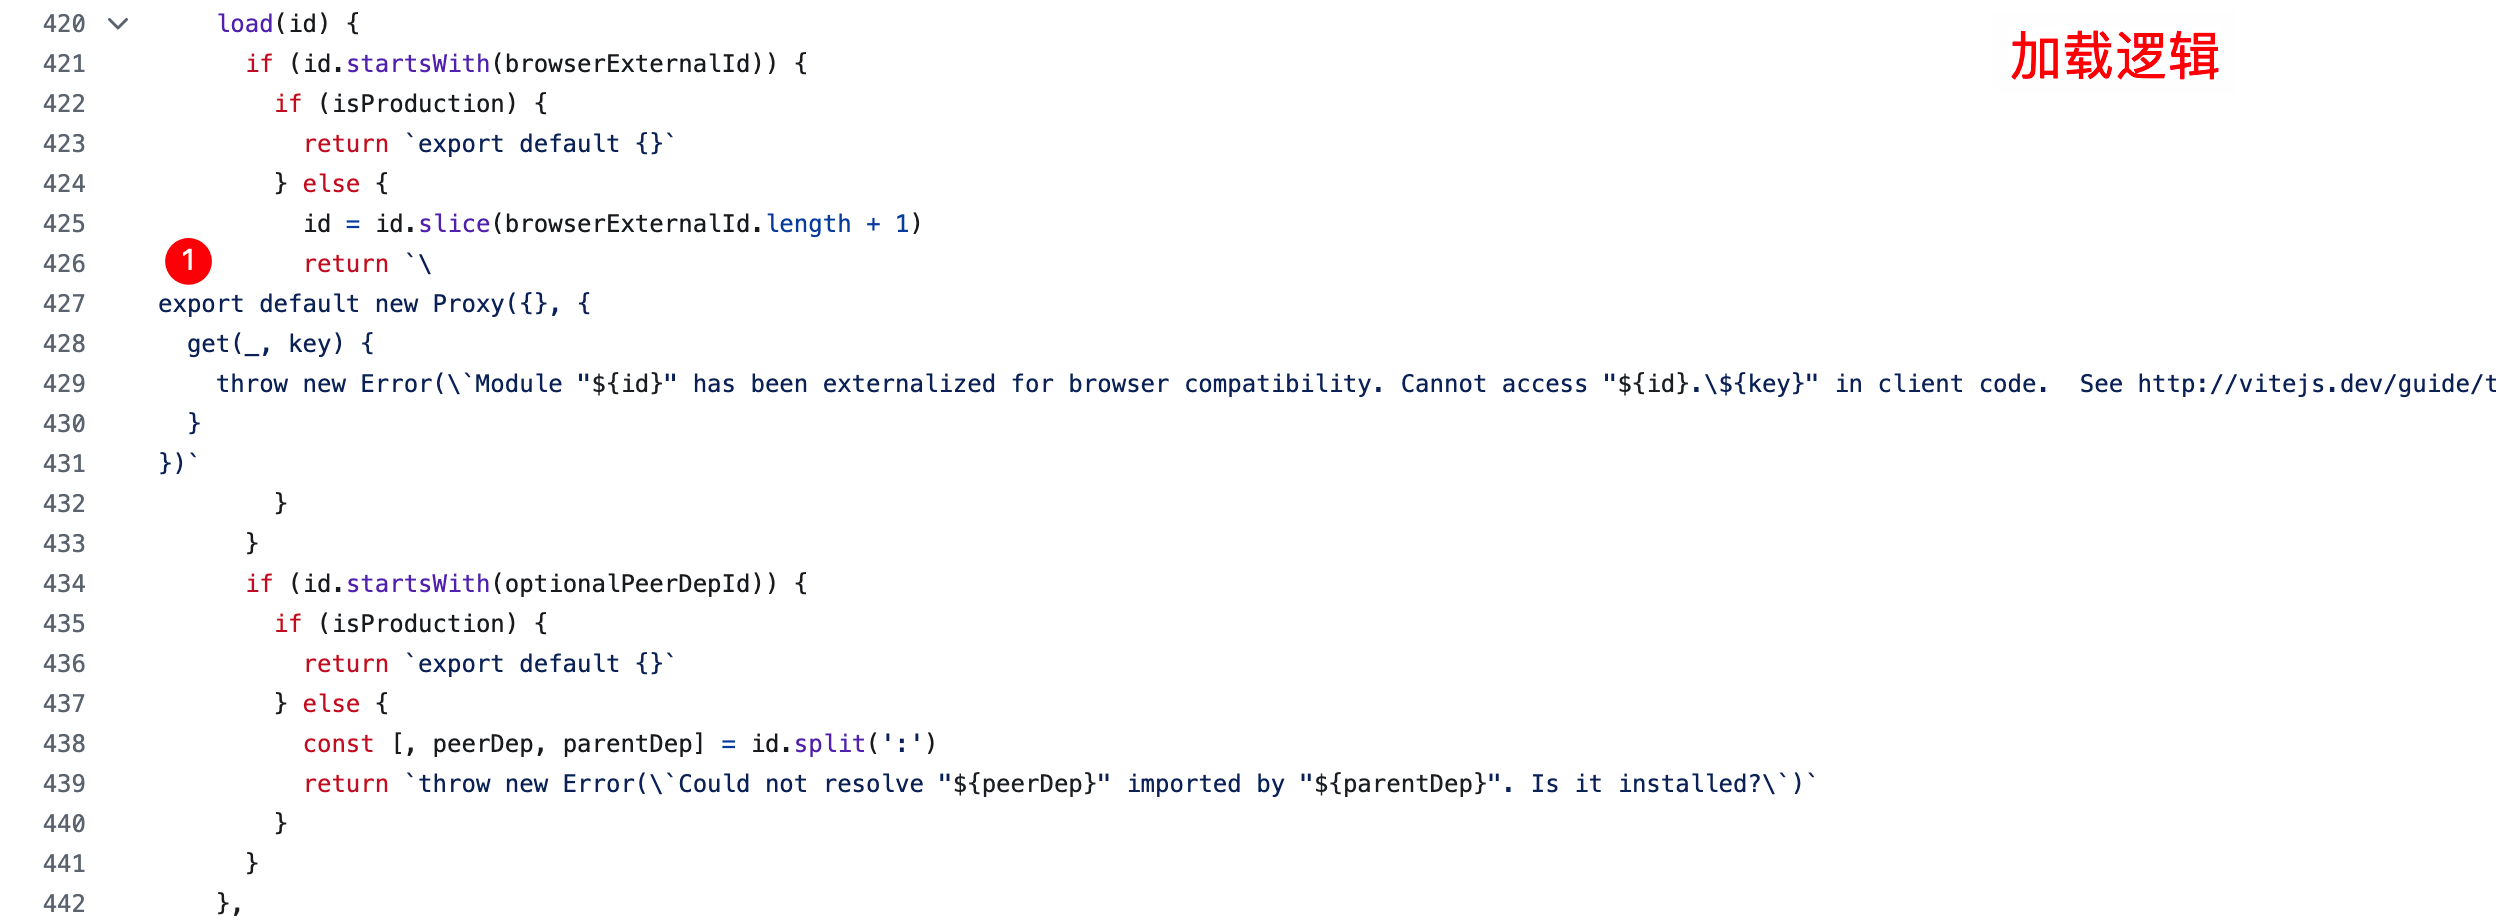 加载逻辑
420 load(id) {
421 if (id.startsWith(browserExternalId)) {
422 if (isProduction) {
423 return `export default {}`
424 } else {
425 id = id.slice(browserExternalId.length + 1)
1
426 return `\
427 export default new Proxy({}, {
428 get(_, key) {
429 throw new Error(\`Module "${id}" has been externalized for browser compatibility. Cannot access "${id}.\${key}" in client code.  See http://vitejs.dev/guide/t
430 }
431 })`
432 }
433 }
434 if (id.startsWith(optionalPeerDepId)) {
435 if (isProduction) {
436 return `export default {}`
437 } else {
438 const [, peerDep, parentDep] = id.split(':')
439 return `throw new Error(\`Could not resolve "${peerDep}" imported by "${parentDep}". Is it installed?\`)`
440 }
441 }
442 },